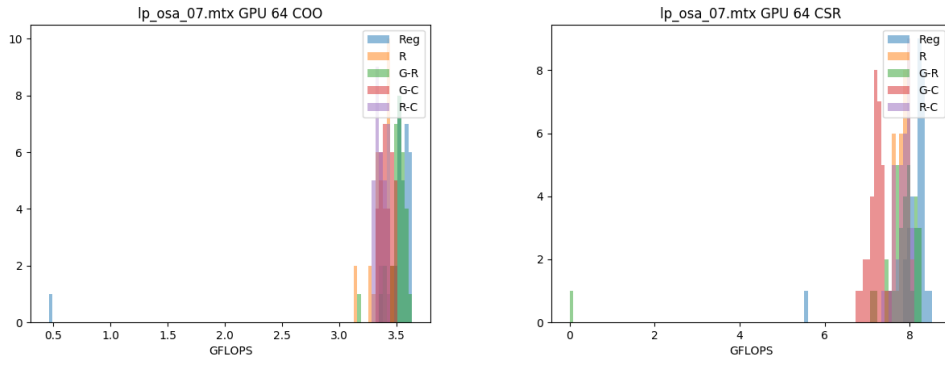 lp_osa_07.mtx GPU 64 COO
10
8
6
4
2
0
Reg
R
G-R
G-C
R-C
0.5 1.0 1.5 2.0 2.5 3.0 3.5
GFLOPS
lp_osa_07.mtx GPU 64 CSR
8
6
4
2
0
Reg
R
G-R
G-C
R-C
0 2 4 6 8
GFLOPS